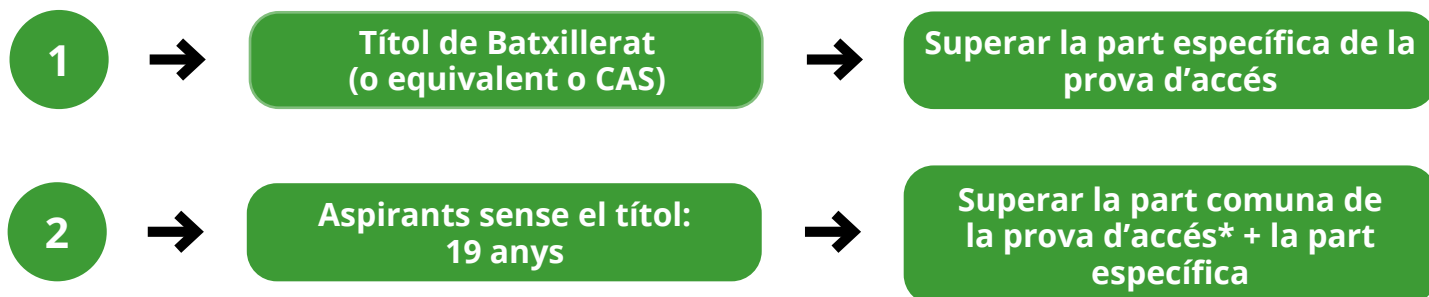 1
Títol de Batxillerat
(o equivalent o CAS)
Superar la part específica de la
prova d’accés
2
Aspirants sense el títol:
19 anys
Superar la part comuna de
la prova d’accés* + la part
específica